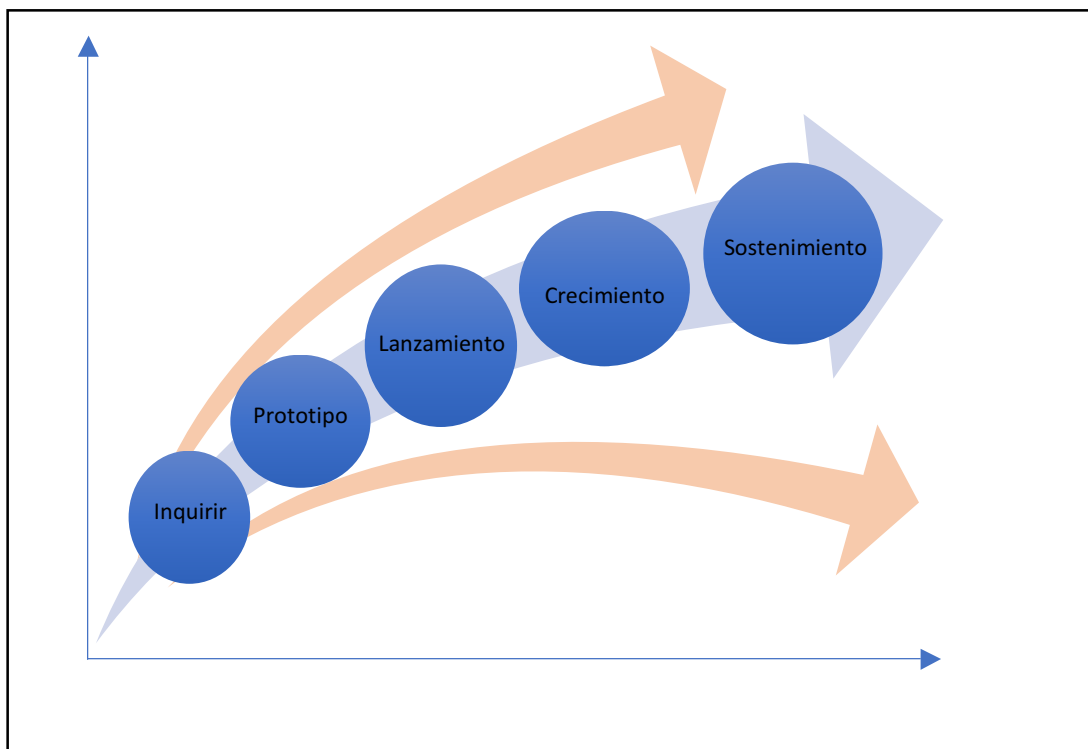 Inquirir
Prototipo
Lanzamiento
Crecimiento
Sostenimiento